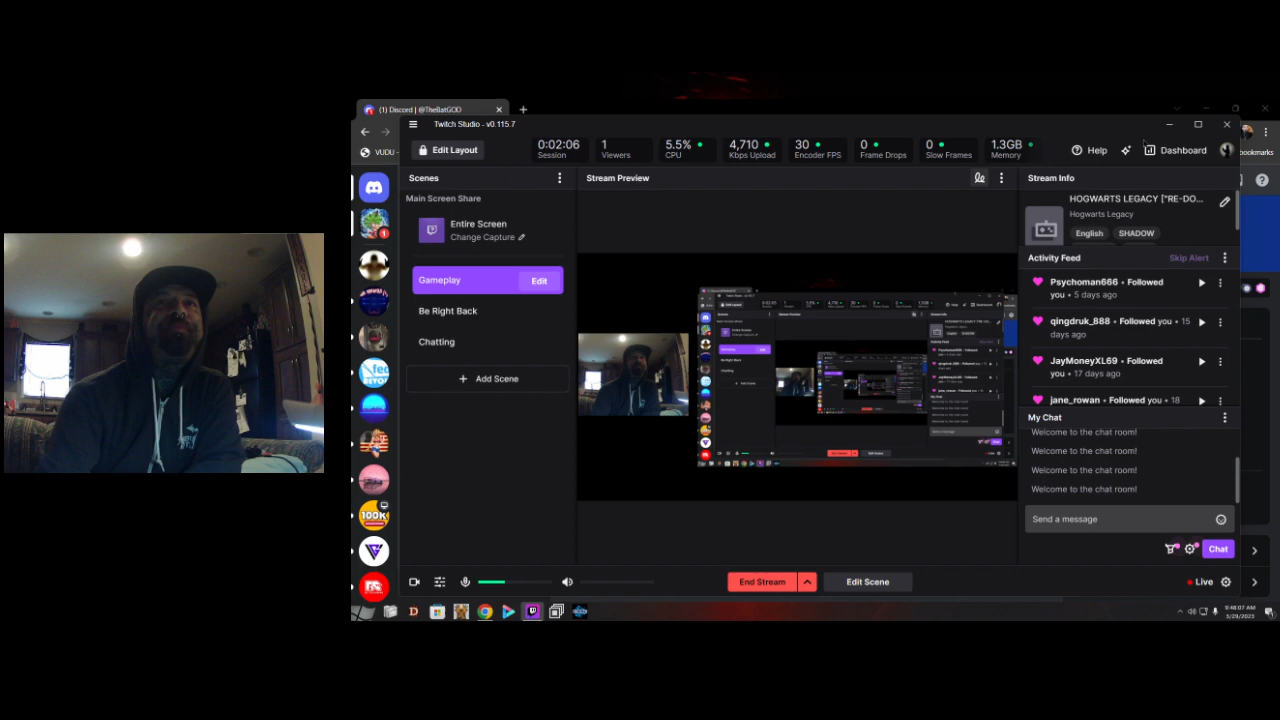 (1) Discord | @TheBatGOD
Twitch Studio - v0.115.7
VUDU -
bookmarks
Edit Layout
0:02:06
Session
1
Viewers
5.5%
CPU
4,710
Kbps Upload
30
Encoder FPS
0
Frame Drops
0
Slow Frames
1.3GB
Memory
Help
Dashboard
Scenes
Main Screen Share
Entire Screen
Change Capture
Gameplay
Edit
Be Right Back
Chatting
Add Scene
Stream Preview
Stream Info
HOGWARTS LEGACY ["RE-DO...
Hogwarts Legacy
English
SHADOW
Activity Feed
Skip Alert
Psychoman666 • Followed
you • 5 days ago
qingdruk_888 • Followed you • 15
days ago
JayMoneyXL69 • Followed
you • 17 days ago
jane_rowan • Followed you • 18
My Chat
Welcome to the chat room!
Welcome to the chat room!
Welcome to the chat room!
Welcome to the chat room!
Send a message
Chat
100K
End Stream
Edit Scene
Live
9:48:07 AM
3/29/2023